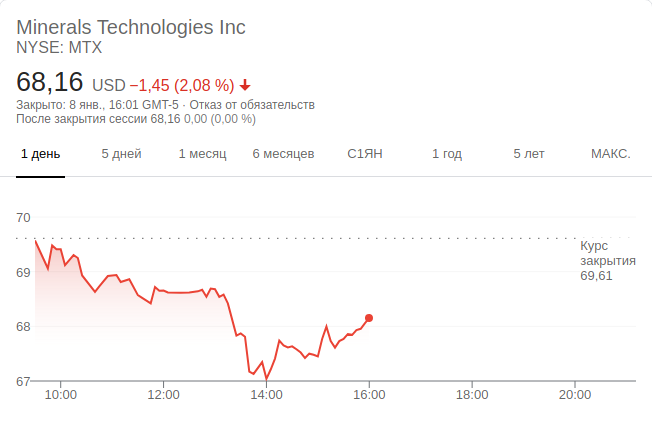 Minerals Technologies Inc
NYSE: MTX
68,16 USD −1,45 (2,08 %)
Закрыто: 8 янв., 16:01 GMT-5 · Отказ от обязательств
После закрытия сессии 68,16 0,00 (0,00 %)
1 день 5 дней 1 месяц 6 месяцев С1ЯН 1 год 5 лет МАКС.
70
Курс
закрытия
69,61
69
68
67
10:00 12:00 14:00 16:00 18:00 20:00